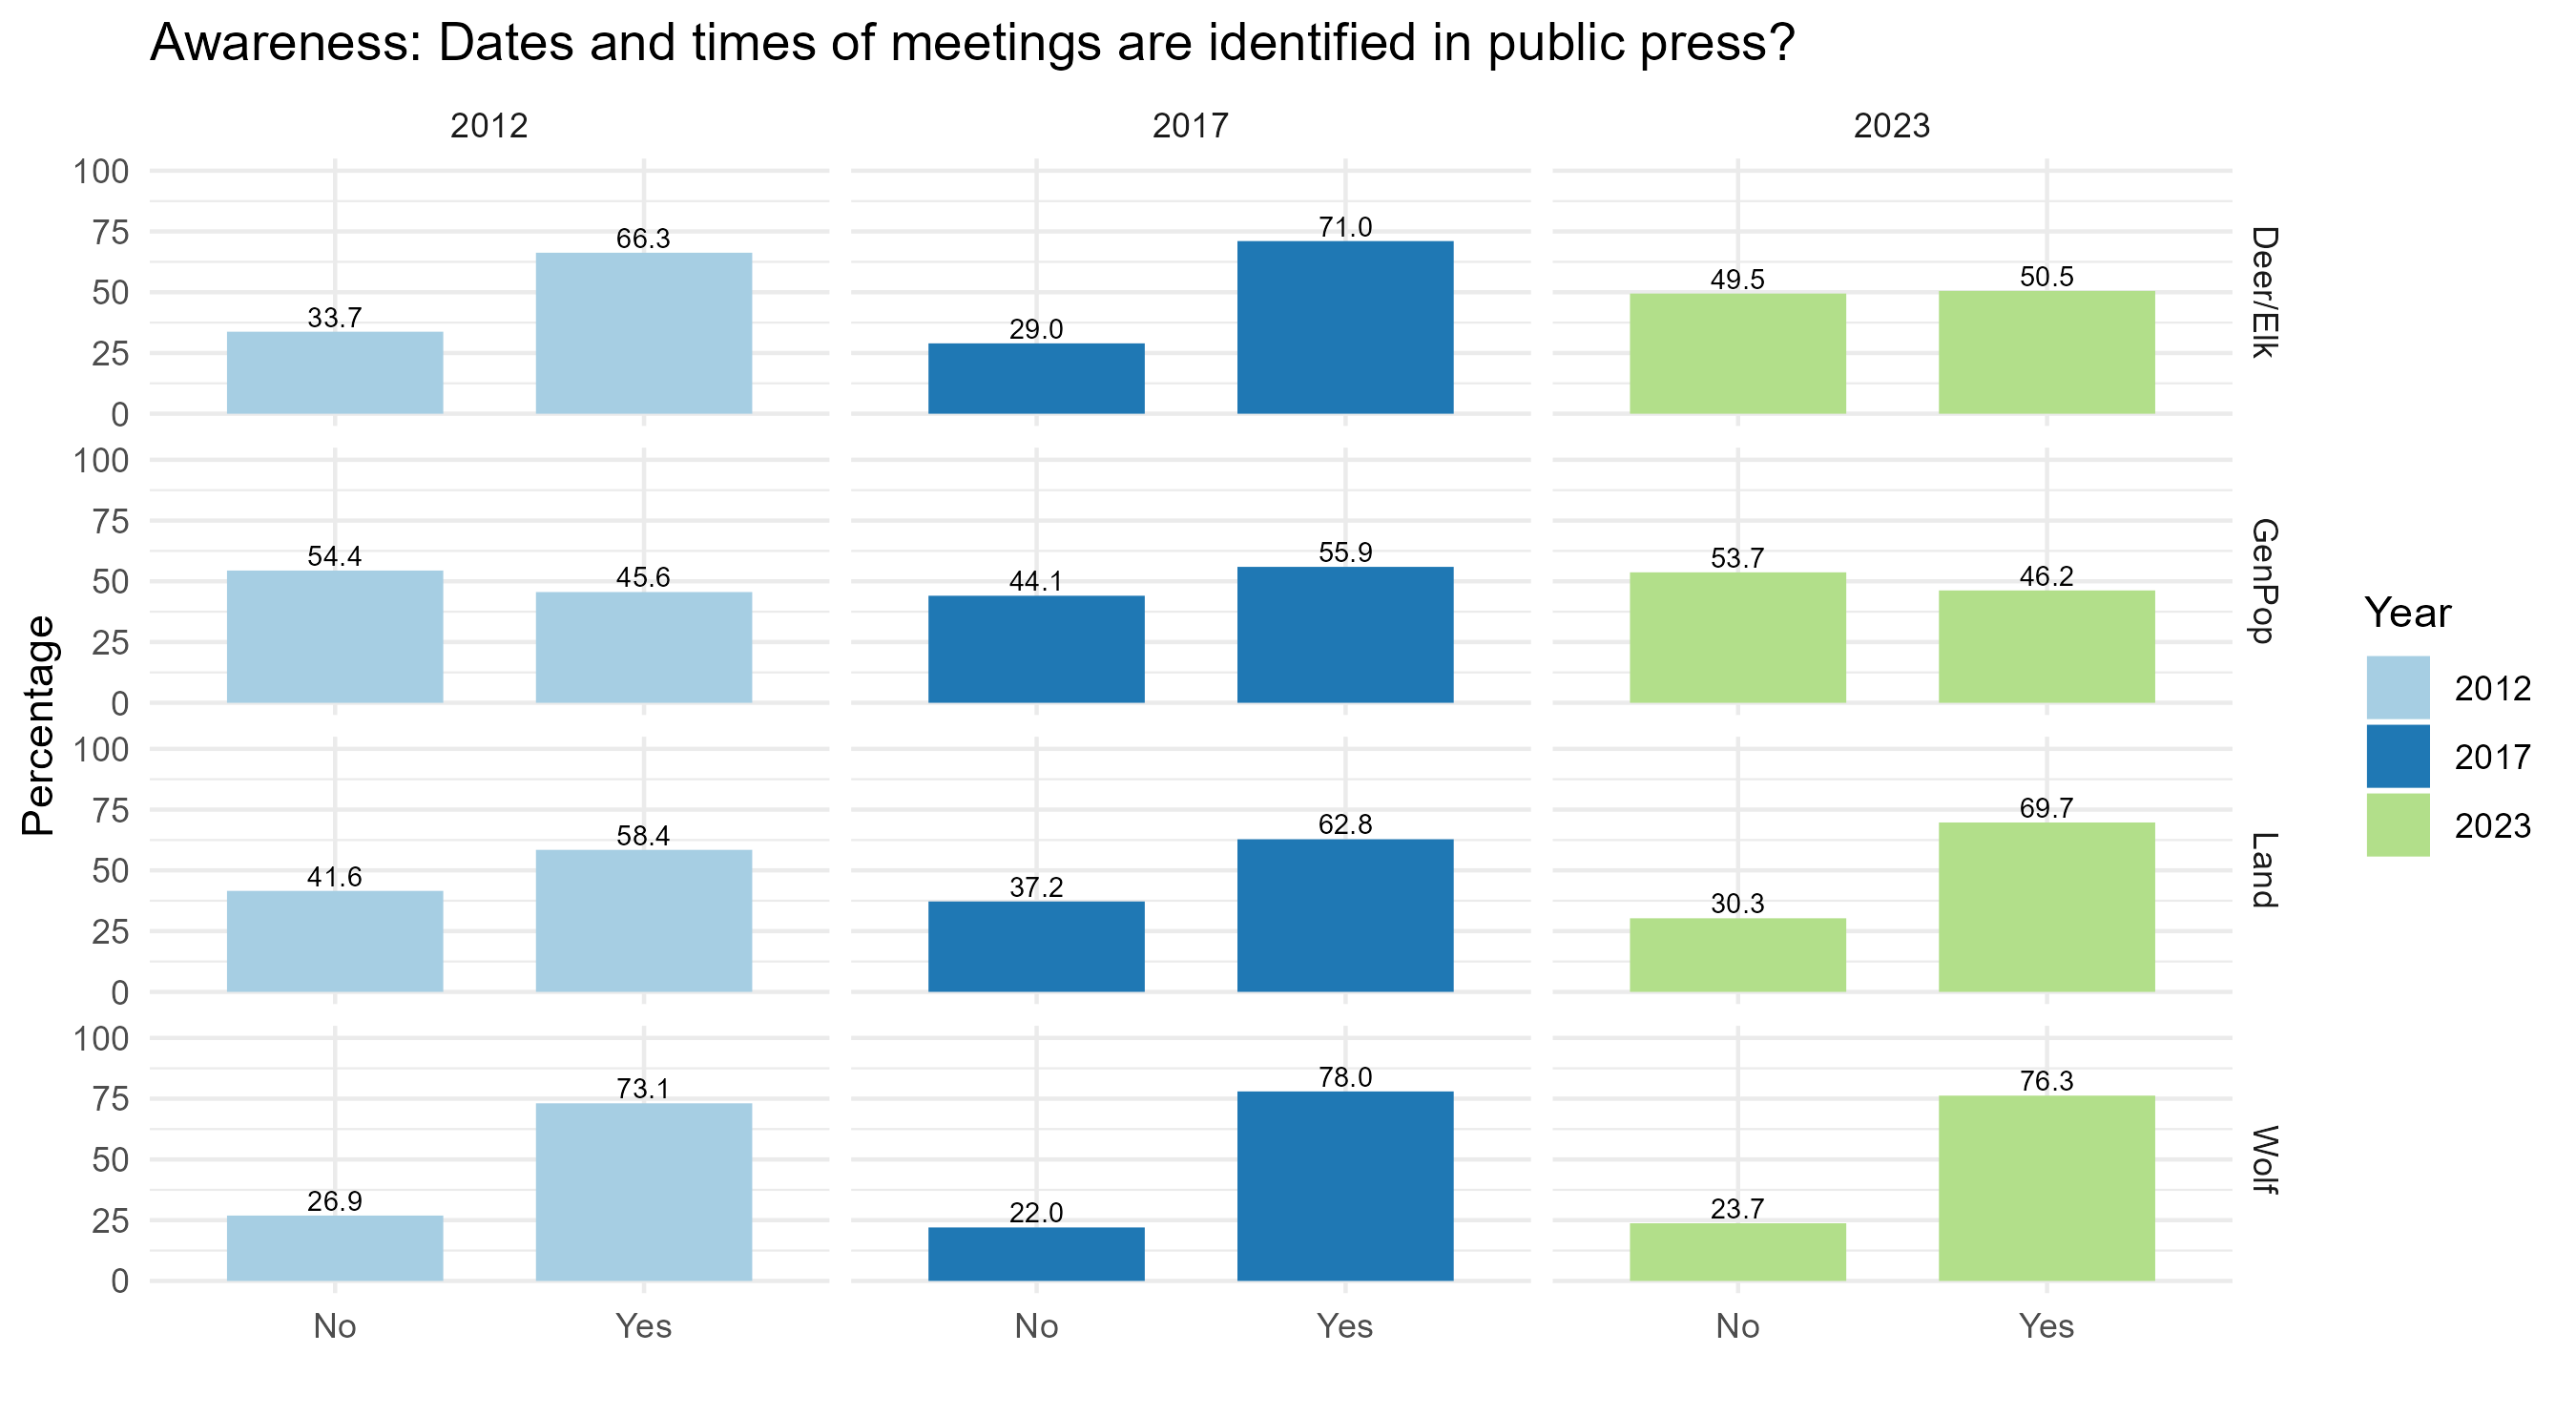 Awareness: Dates and times of meetings are identified in public press?
2012 2017 2023
100
75
50
25
0
33.7 66.3 29.0 71.0 49.5 50.5
Deer/Elk
100
75
50
25
0
54.4 45.6 44.1 55.9 53.7 46.2
GenPop
100
75
50
25
0
41.6 58.4 37.2 62.8 30.3 69.7
Land
100
75
50
25
0
26.9 73.1 22.0 78.0 23.7 76.3
Wolf
No Yes No Yes No Yes
Percentage
Year
2012
2017
2023